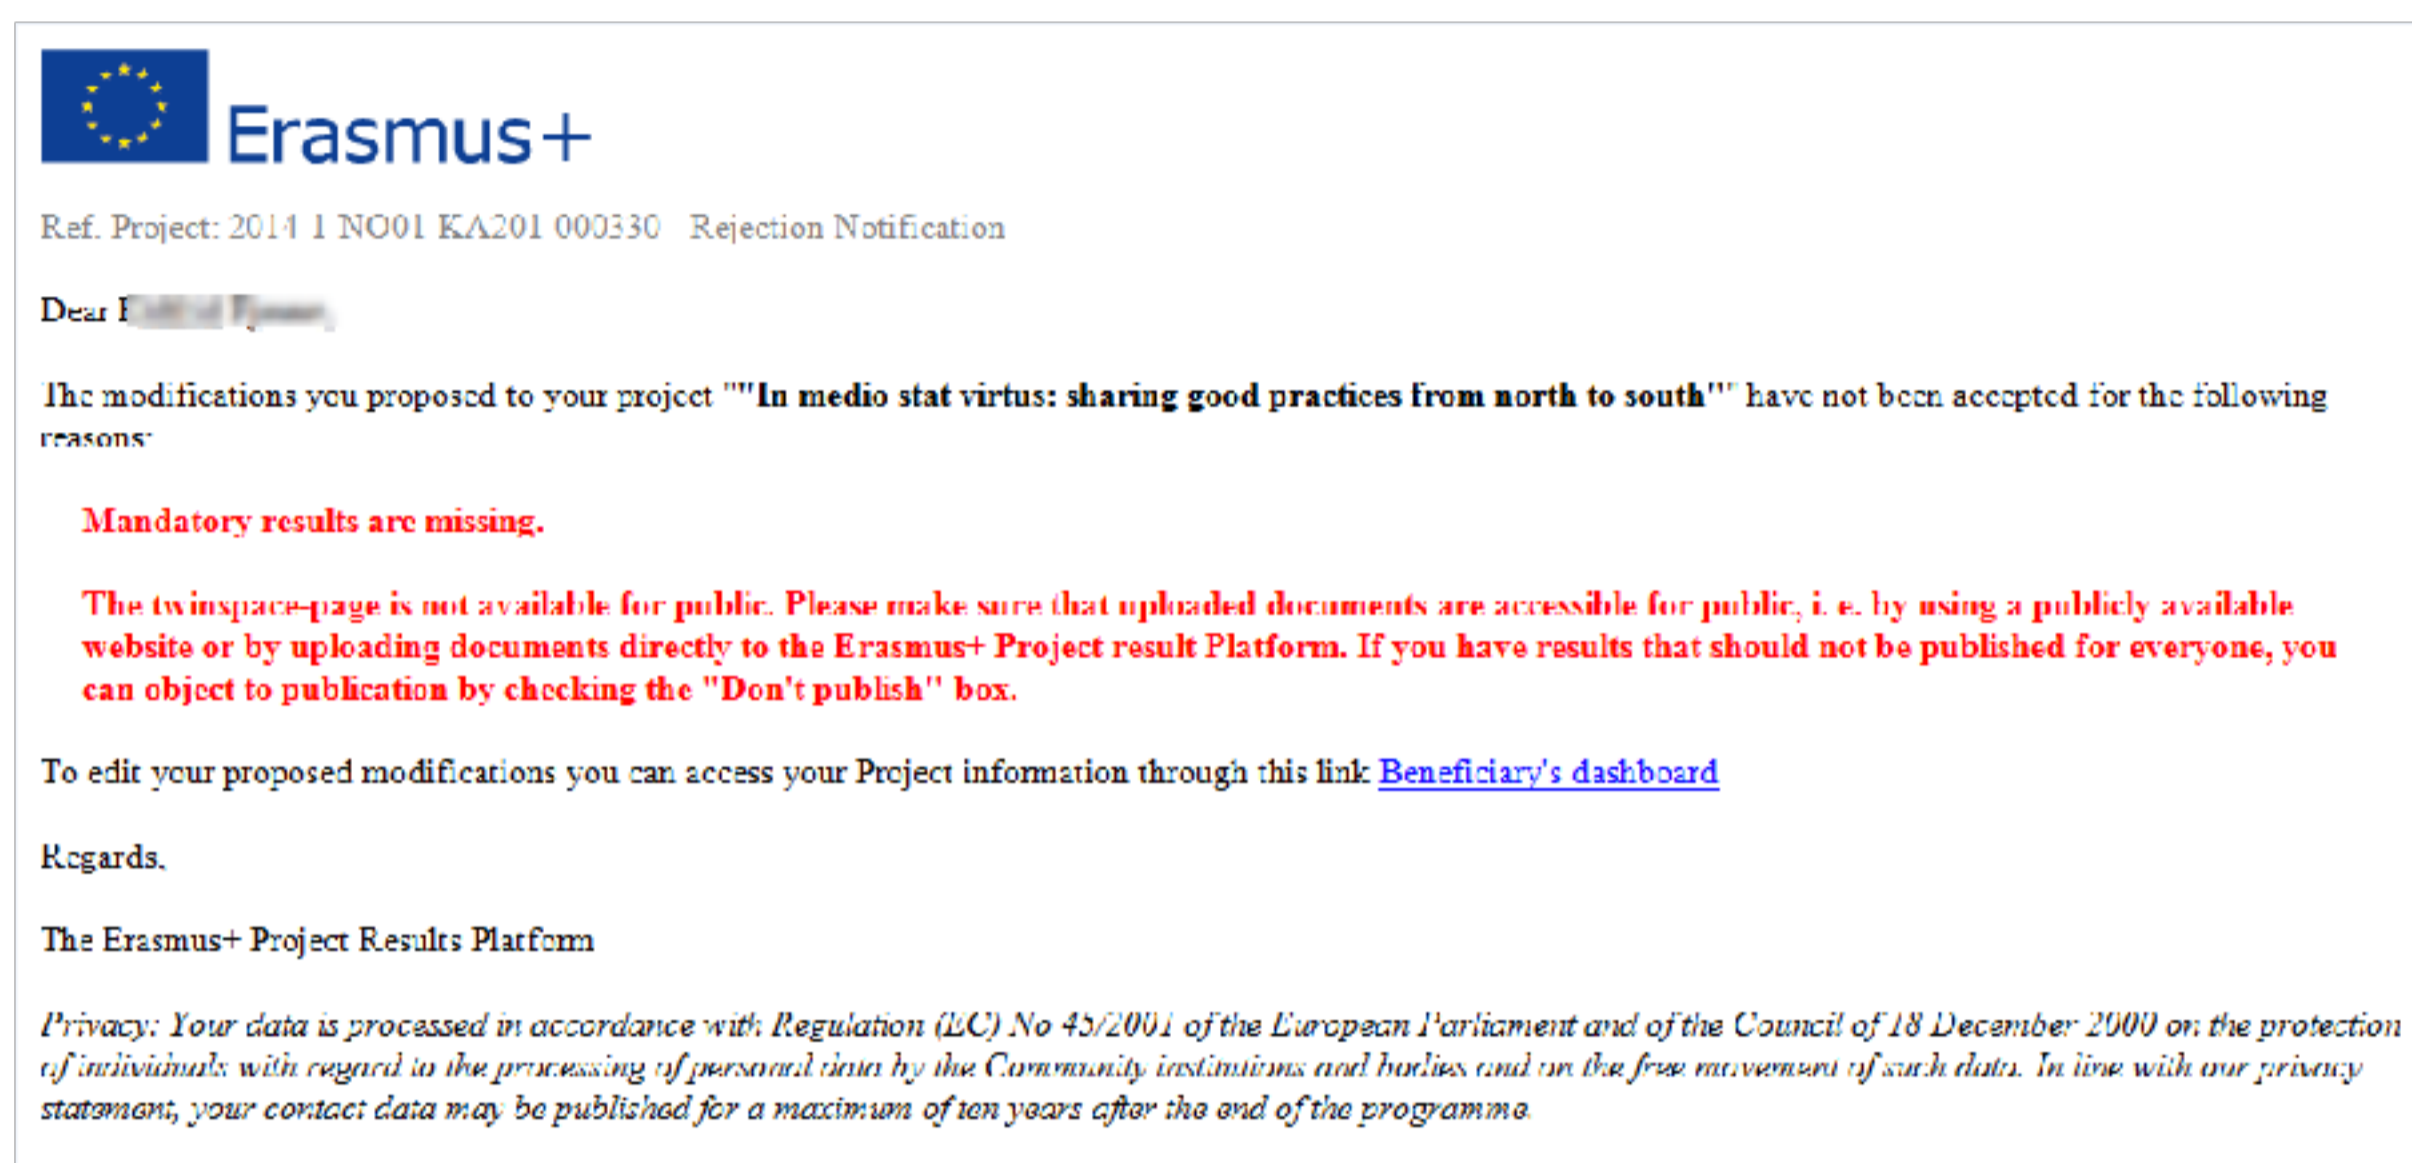 Erasmus+
Ref. Project: 2014 1 NO01 KA201 000330 Rejection Notification
Dear
The modifications you proposed to your project ""In medio stat virtus: sharing good practices from north to south"" have not been accepted for the following
reasons:
Mandatory results are missing.
The twinspace-page is not available for public. Please make sure that uploaded documents are accessible for public, i. e. by using a publicly available
website or by uploading documents directly to the Erasmus+ Project result Platform. If you have results that should not be published for everyone, you
can object to publication by checking the "Don't publish" box.
To edit your proposed modifications you can access your Project information through this link Beneficiary's dashboard
Regards,
The Erasmus+ Project Results Platform
Privacy: Your data is processed in accordance with Regulation (EC) No 45/2001 of the European Parliament and of the Council of 18 December 2000 on the protection
of individuals with regard to the processing of personal data by the Community institutions and bodies and on the free movement of such data. In line with our privacy
statement, your contact data may be published for a maximum of ten years after the end of the programme.